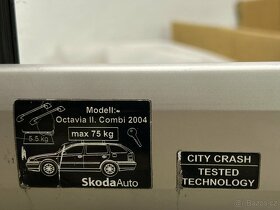 Modell:-
Octavia II. Combi 2004
5.5 kg
max 75 kg
SkodaAuto
CITY CRASH
TESTED
TECHNOLOGY